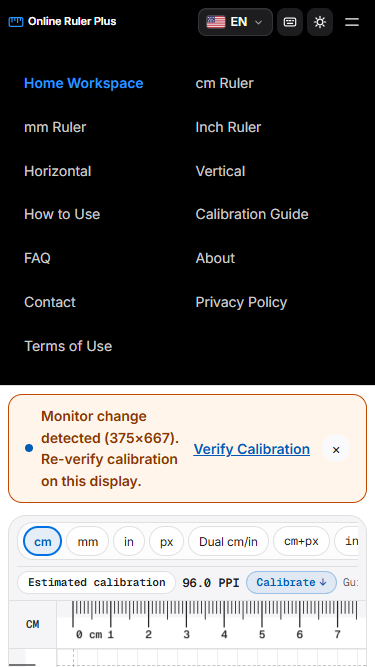 Online Ruler Plus
EN
Home Workspace
cm Ruler
mm Ruler
Inch Ruler
Horizontal
Vertical
How to Use
Calibration Guide
FAQ
About
Contact
Privacy Policy
Terms of Use
Monitor change
detected (375×667).
Re-verify calibration
on this display.
Verify Calibration
×
cm
mm
in
px
Dual cm/in
cm+px
in
Estimated calibration
96.0 PPI
Calibrate ↓
Gu
CM
0 cm 1 2 3 4 5 6 7